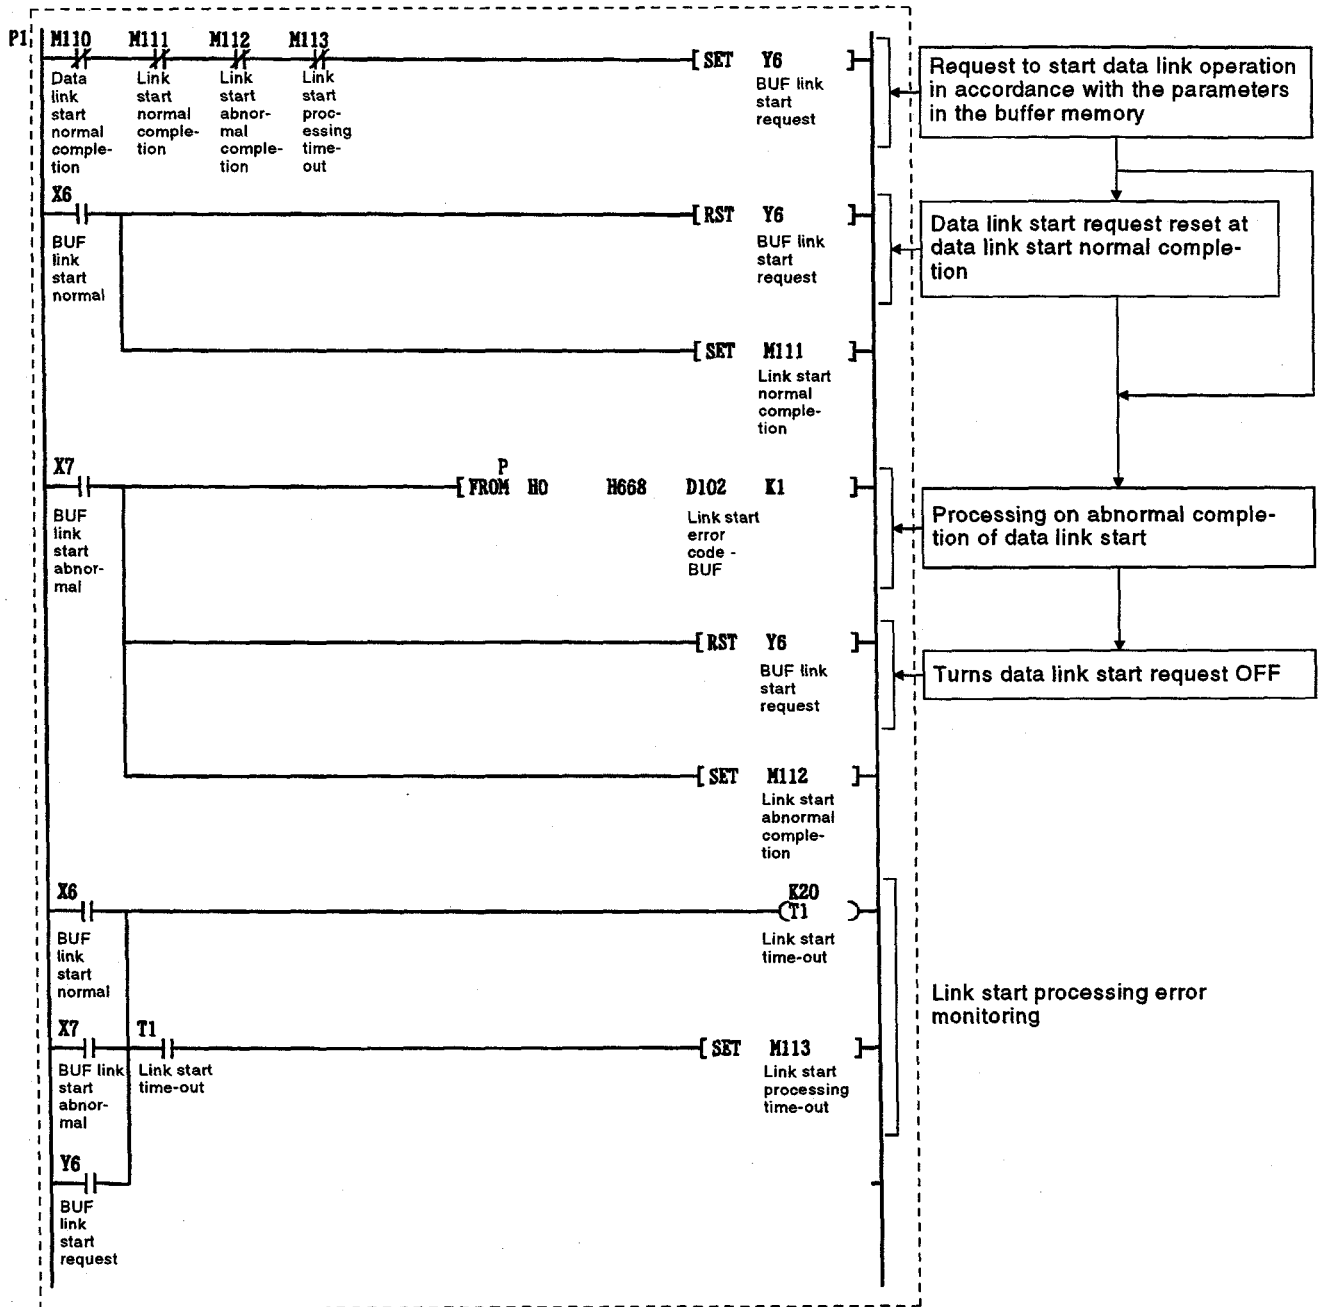 P1
M110 M111 M112 M113
[ SET Y6 ]
Data
link
start
normal
comple-
tion
Link
start
normal
comple-
tion
Link
start
abnor-
mal
comple-
tion
Link
start
proc-
essing
time-
out
BUF link
start
request
Request to start data link operation
in accordance with the parameters
in the buffer memory
X6
[ RST Y6 ]
BUF
link
start
normal
BUF link
start
request
Data link start request reset at
data link start normal comple-
tion
[ SET M111 ]
Link start
normal
comple-
tion
X7
P
[ FROM H0 H668 D102 K1 ]
BUF
link
start
abnor-
mal
Link start
error
code -
BUF
Processing on abnormal comple-
tion of data link start
[ RST Y6 ]
BUF link
start
request
Turns data link start request OFF
[ SET M112 ]
Link start
abnormal
comple-
tion
X6
K20
(T1 )
BUF
link
start
normal
Link start
time-out
Link start processing error
monitoring
X7 T1
[ SET M113 ]
BUF link
start
abnor-
mal
Link start
time-out
Link start
processing
time-out
Y6
BUF
link
start
request